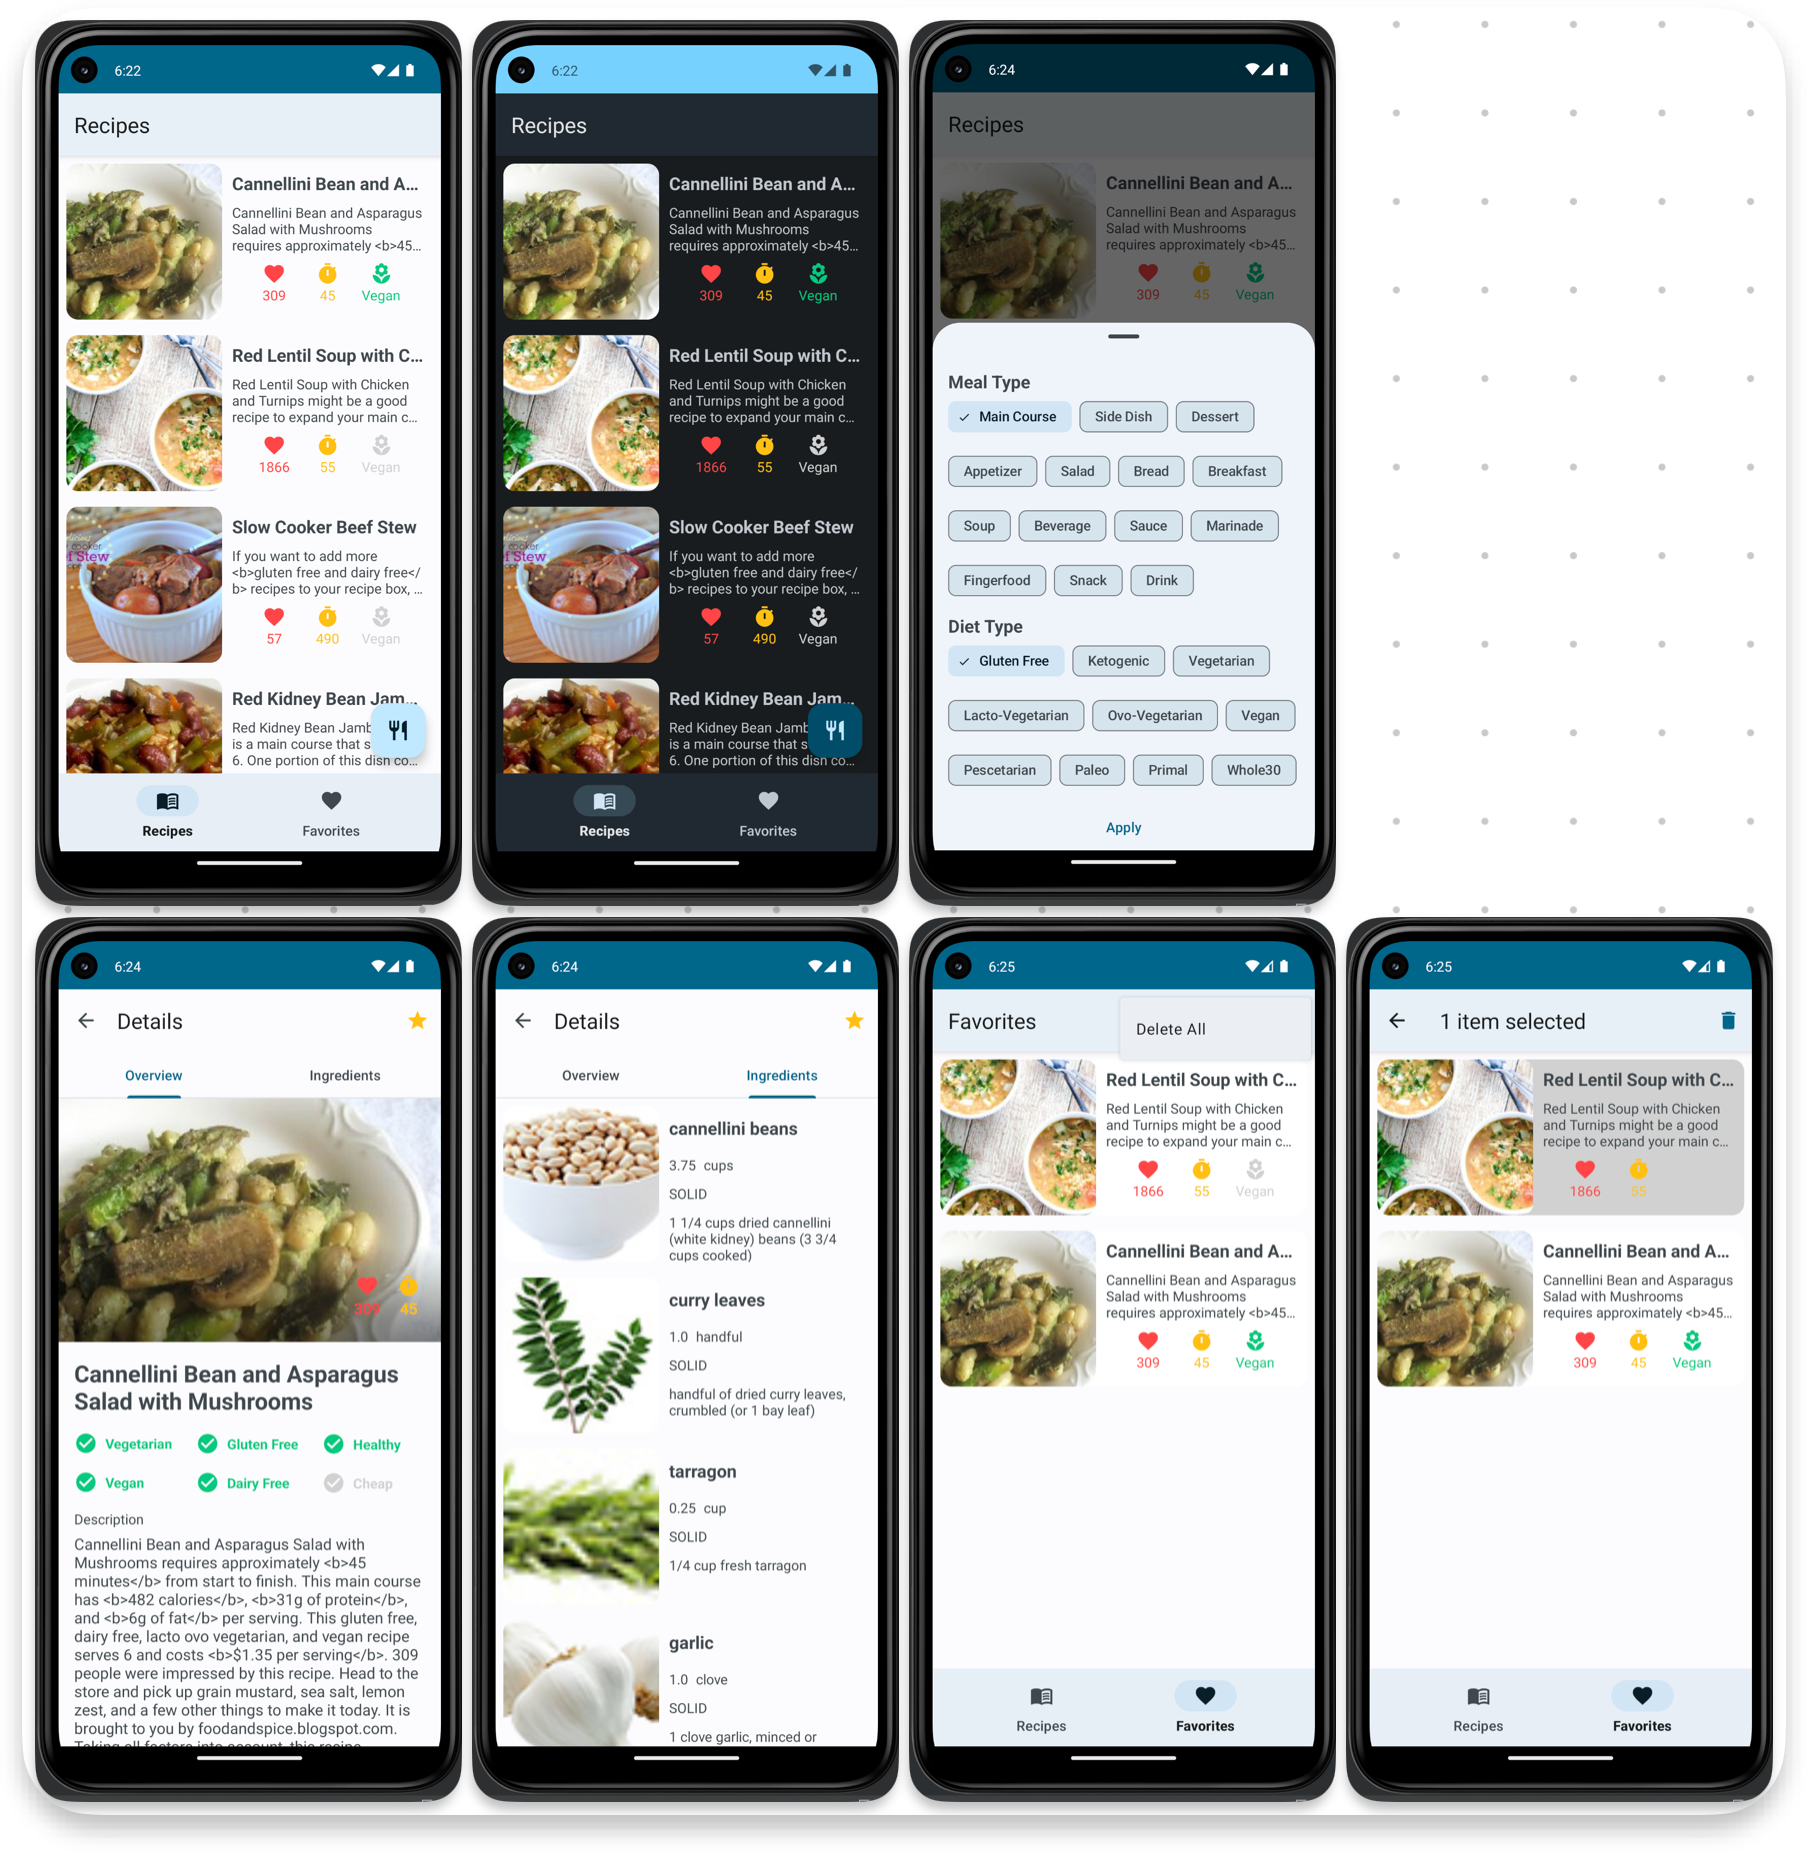 6:22
Recipes
Cannellini Bean and A...
Cannellini Bean and Asparagus
Salad with Mushrooms
requires approximately <b>45...
309
45
Vegan
Red Lentil Soup with C...
Red Lentil Soup with Chicken
and Turnips might be a good
recipe to expand your main c...
1866
55
Vegan
Slow Cooker Beef Stew
If you want to add more
<b>gluten free and dairy free</
b> recipes to your recipe box, ...
57
490
Vegan
Red Kidney Bean Jam...
Red Kidney Bean Jamb
is a main course that s
6. One portion of this dish co...
Recipes
Favorites
6:22
Recipes
Cannellini Bean and A...
Cannellini Bean and Asparagus
Salad with Mushrooms
requires approximately <b>45...
309
45
Vegan
Red Lentil Soup with C...
Red Lentil Soup with Chicken
and Turnips might be a good
recipe to expand your main c...
1866
55
Vegan
Slow Cooker Beef Stew
If you want to add more
<b>gluten free and dairy free</
b> recipes to your recipe box, ...
57
490
Vegan
Red Kidney Bean Jam...
Red Kidney Bean Jamb
is a main course that s
6. One portion of this dish co...
Recipes
Favorites
6:24
Recipes
Cannellini Bean and A...
Cannellini Bean and Asparagus
Salad with Mushrooms
requires approximately <b>45...
309
45
Vegan
Meal Type
Main Course Side Dish Dessert
Appetizer Salad Bread Breakfast
Soup Beverage Sauce Marinade
Fingerfood Snack Drink
Diet Type
Gluten Free Ketogenic Vegetarian
Lacto-Vegetarian Ovo-Vegetarian Vegan
Pescetarian Paleo Primal Whole30
Apply
6:24
Details
Overview Ingredients
309
45
Cannellini Bean and Asparagus
Salad with Mushrooms
Vegetarian Gluten Free Healthy
Vegan Dairy Free Cheap
Description
Cannellini Bean and Asparagus Salad with
Mushrooms requires approximately <b>45
minutes</b> from start to finish. This main course
has <b>482 calories</b>, <b>31g of protein</b>,
and <b>6g of fat</b> per serving. This gluten free,
dairy free, lacto ovo vegetarian, and vegan recipe
serves 6 and costs <b>$1.35 per serving</b>. 309
people were impressed by this recipe. Head to the
store and pick up grain mustard, sea salt, lemon
zest, and a few other things to make it today. It is
brought to you by foodandspice.blogspot.com.
Taking all factors into account, this recipe
6:24
Details
Overview Ingredients
cannellini beans
3.75 cups
SOLID
1 1/4 cups dried cannellini
(white kidney) beans (3 3/4
cups cooked)
curry leaves
1.0 handful
SOLID
handful of dried curry leaves,
crumbled (or 1 bay leaf)
tarragon
0.25 cup
SOLID
1/4 cup fresh tarragon
garlic
1.0 clove
SOLID
1 clove garlic, minced or
6:25
Favorites
Delete All
Red Lentil Soup with C...
Red Lentil Soup with Chicken
and Turnips might be a good
recipe to expand your main c...
1866
55
Vegan
Cannellini Bean and A...
Cannellini Bean and Asparagus
Salad with Mushrooms
requires approximately <b>45...
309
45
Vegan
Recipes
Favorites
6:25
1 item selected
Red Lentil Soup with C...
Red Lentil Soup with Chicken
and Turnips might be a good
recipe to expand your main c...
1866
55
Cannellini Bean and A...
Cannellini Bean and Asparagus
Salad with Mushrooms
requires approximately <b>45...
309
45
Vegan
Recipes
Favorites